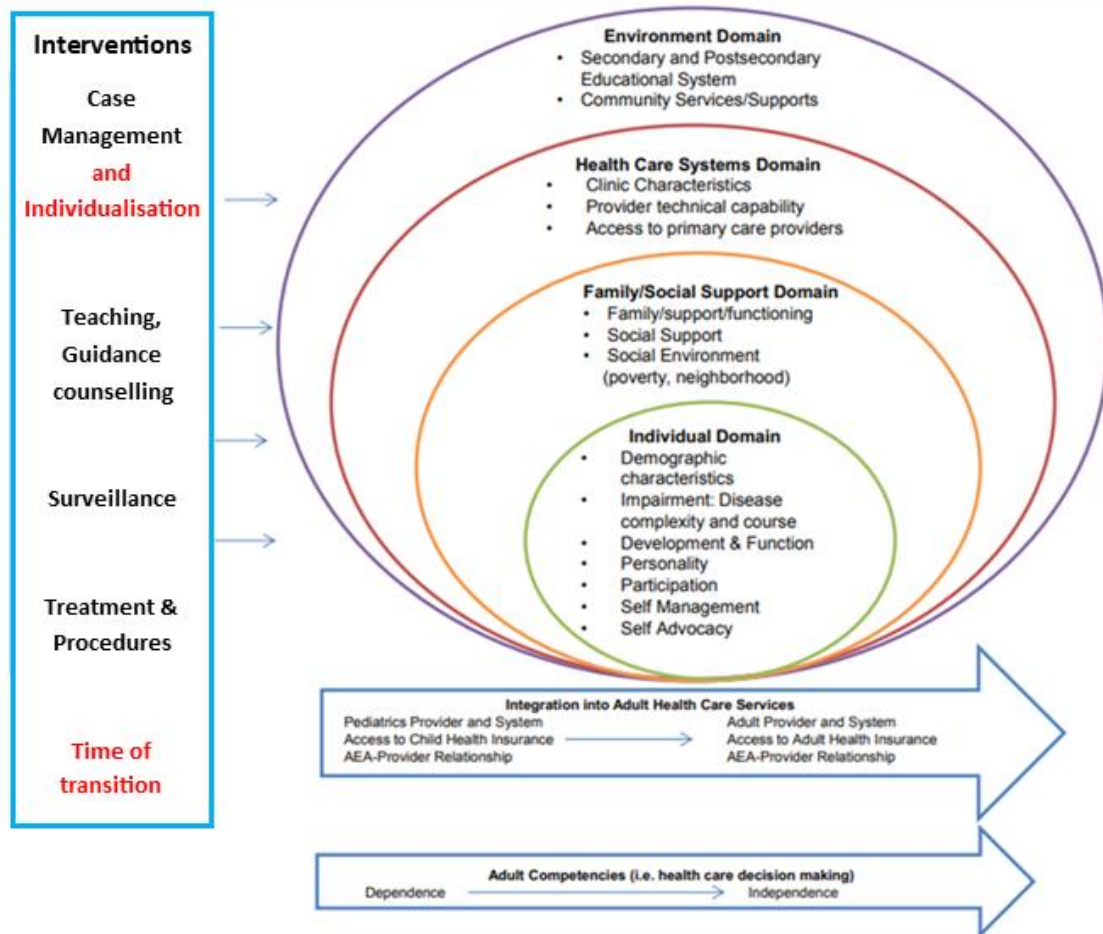 Interventions
Case
Management
and
Individualisation
Teaching,
Guidance
counselling
Surveillance
Treatment &
Procedures
Time of
transition
Environment Domain
• Secondary and Postsecondary
Educational System
• Community Services/Supports
Health Care Systems Domain
• Clinic Characteristics
• Provider technical capability
• Access to primary care providers
Family/Social Support Domain
• Family/support/functioning
• Social Support
• Social Environment
(poverty, neighborhood)
Individual Domain
• Demographic
characteristics
• Impairment: Disease
complexity and course
• Development & Function
• Personality
• Participation
• Self Management
• Self Advocacy
Integration into Adult Health Care Services
Pediatrics Provider and System
Access to Child Health Insurance
AEA-Provider Relationship
Adult Provider and System
Access to Adult Health Insurance
AEA-Provider Relationship
Adult Competencies (i.e. health care decision making)
Dependence
Independence